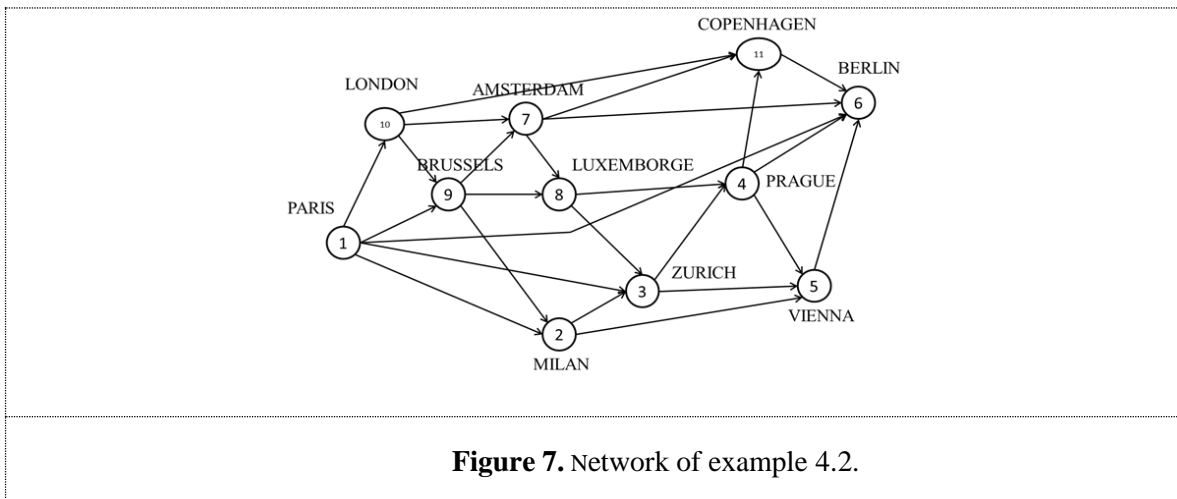 COPENHAGEN
11
BERLIN
LONDON
AMSTERDAM
6
10
7
BRUSSELS
LUXEMBORGE
9
8
4
PRAGUE
PARIS
1
ZURICH
3
5
VIENNA
2
MILAN
Figure 7. Network of example 4.2.